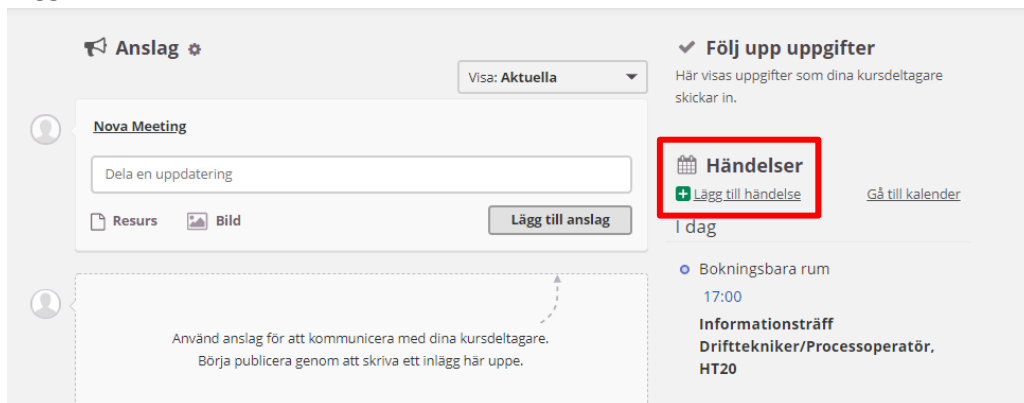 Anslag
Visa: Aktuella
Nova Meeting
Dela en uppdatering
Resurs
Bild
Lägg till anslag
Använd anslag för att kommunicera med dina kursdeltagare.
Börja publicera genom att skriva ett inlägg här uppe.
Följ upp uppgifter
Här visas uppgifter som dina kursdeltagare
skickar in.
Händelser
Lägg till händelse
Gå till kalender
I dag
Bokningsbara rum
17:00
Informationsträff
Drifttekniker/Processoperatör,
HT20